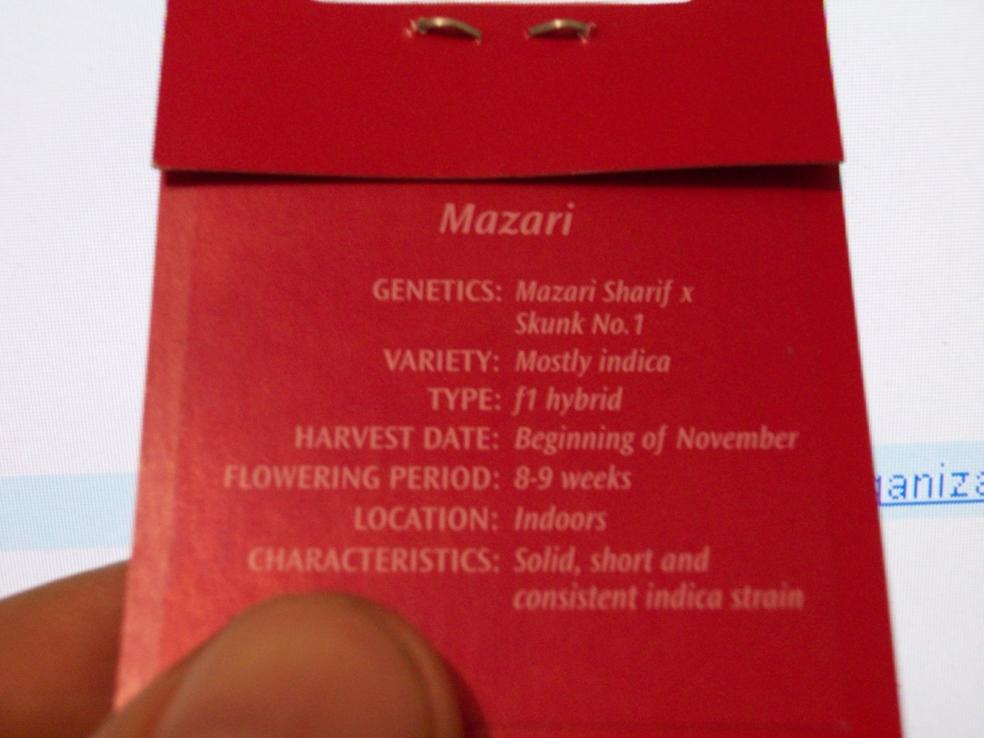 Mazari
GENETICS: Mazari Sharif x
Skunk No.1
VARIETY: Mostly indica
TYPE: f1 hybrid
HARVEST DATE: Beginning of November
FLOWERING PERIOD: 8-9 weeks
LOCATION: Indoors
CHARACTERISTICS: Solid, short and
consistent indica strain